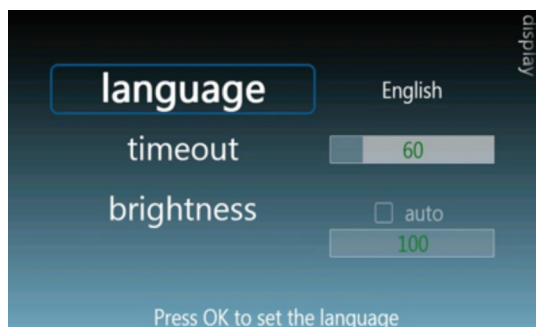 display
language English
timeout 60
brightness auto
100
Press OK to set the language